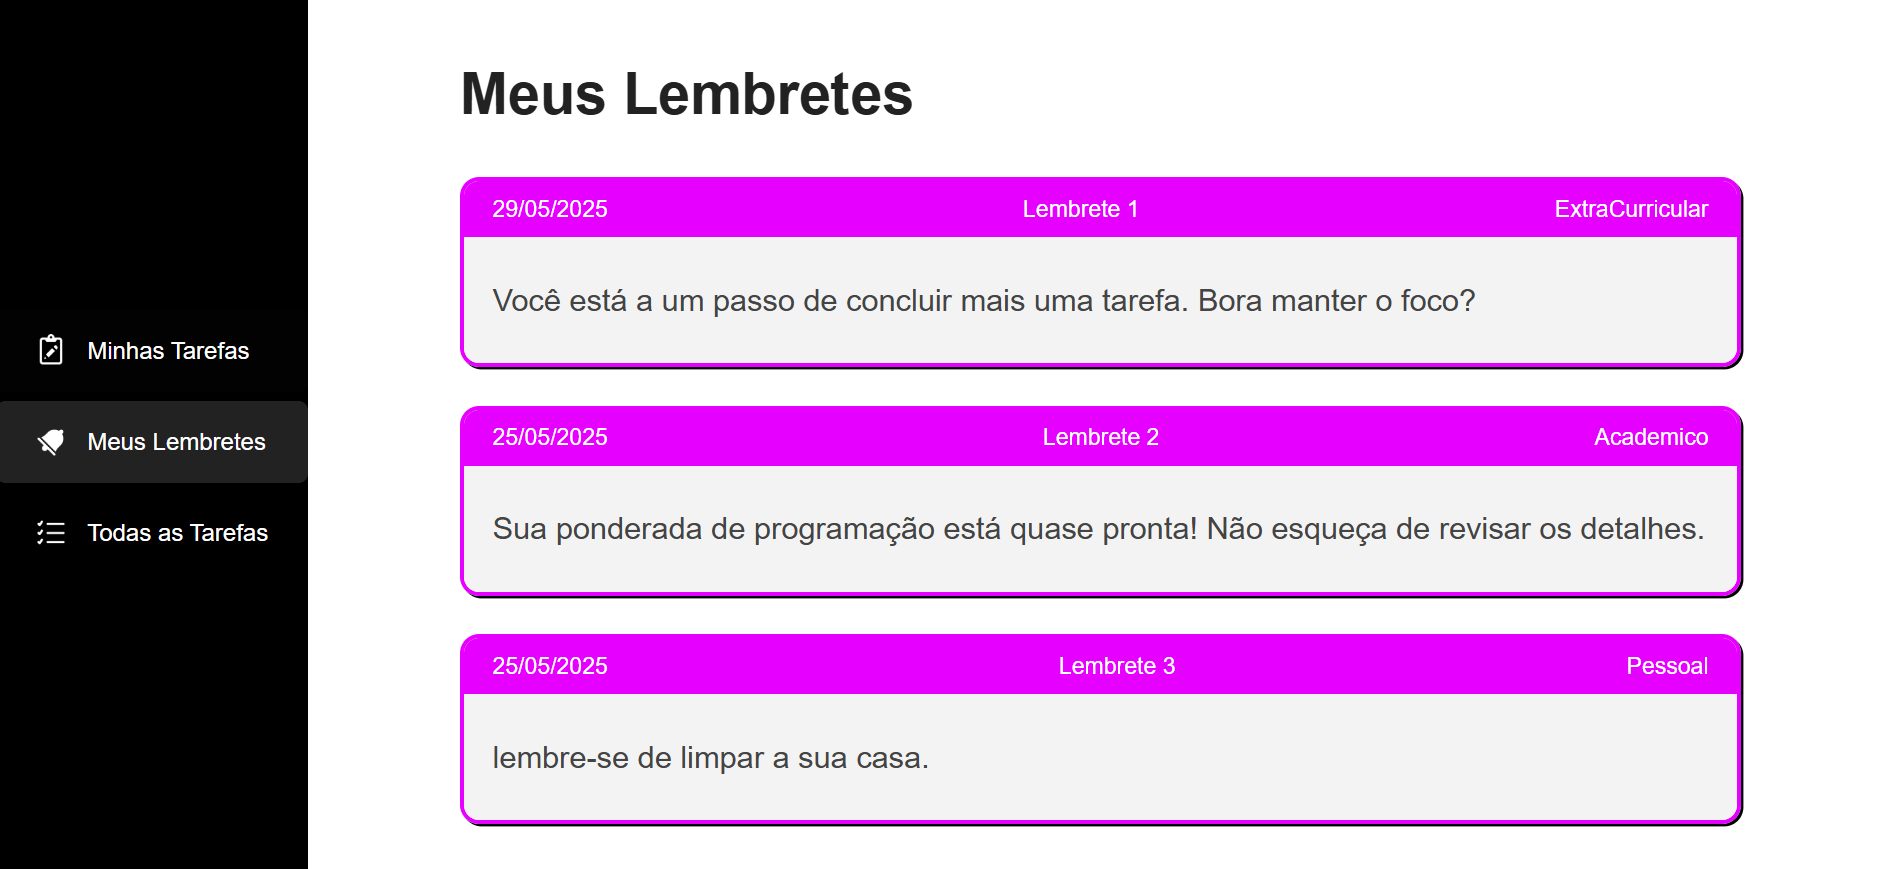 Minhas Tarefas
Meus Lembretes
Todas as Tarefas
Meus Lembretes
29/05/2025 Lembrete 1 ExtraCurricular
Você está a um passo de concluir mais uma tarefa. Bora manter o foco?
25/05/2025 Lembrete 2 Academico
Sua ponderada de programação está quase pronta! Não esqueça de revisar os detalhes.
25/05/2025 Lembrete 3 Pessoal
lembre-se de limpar a sua casa.